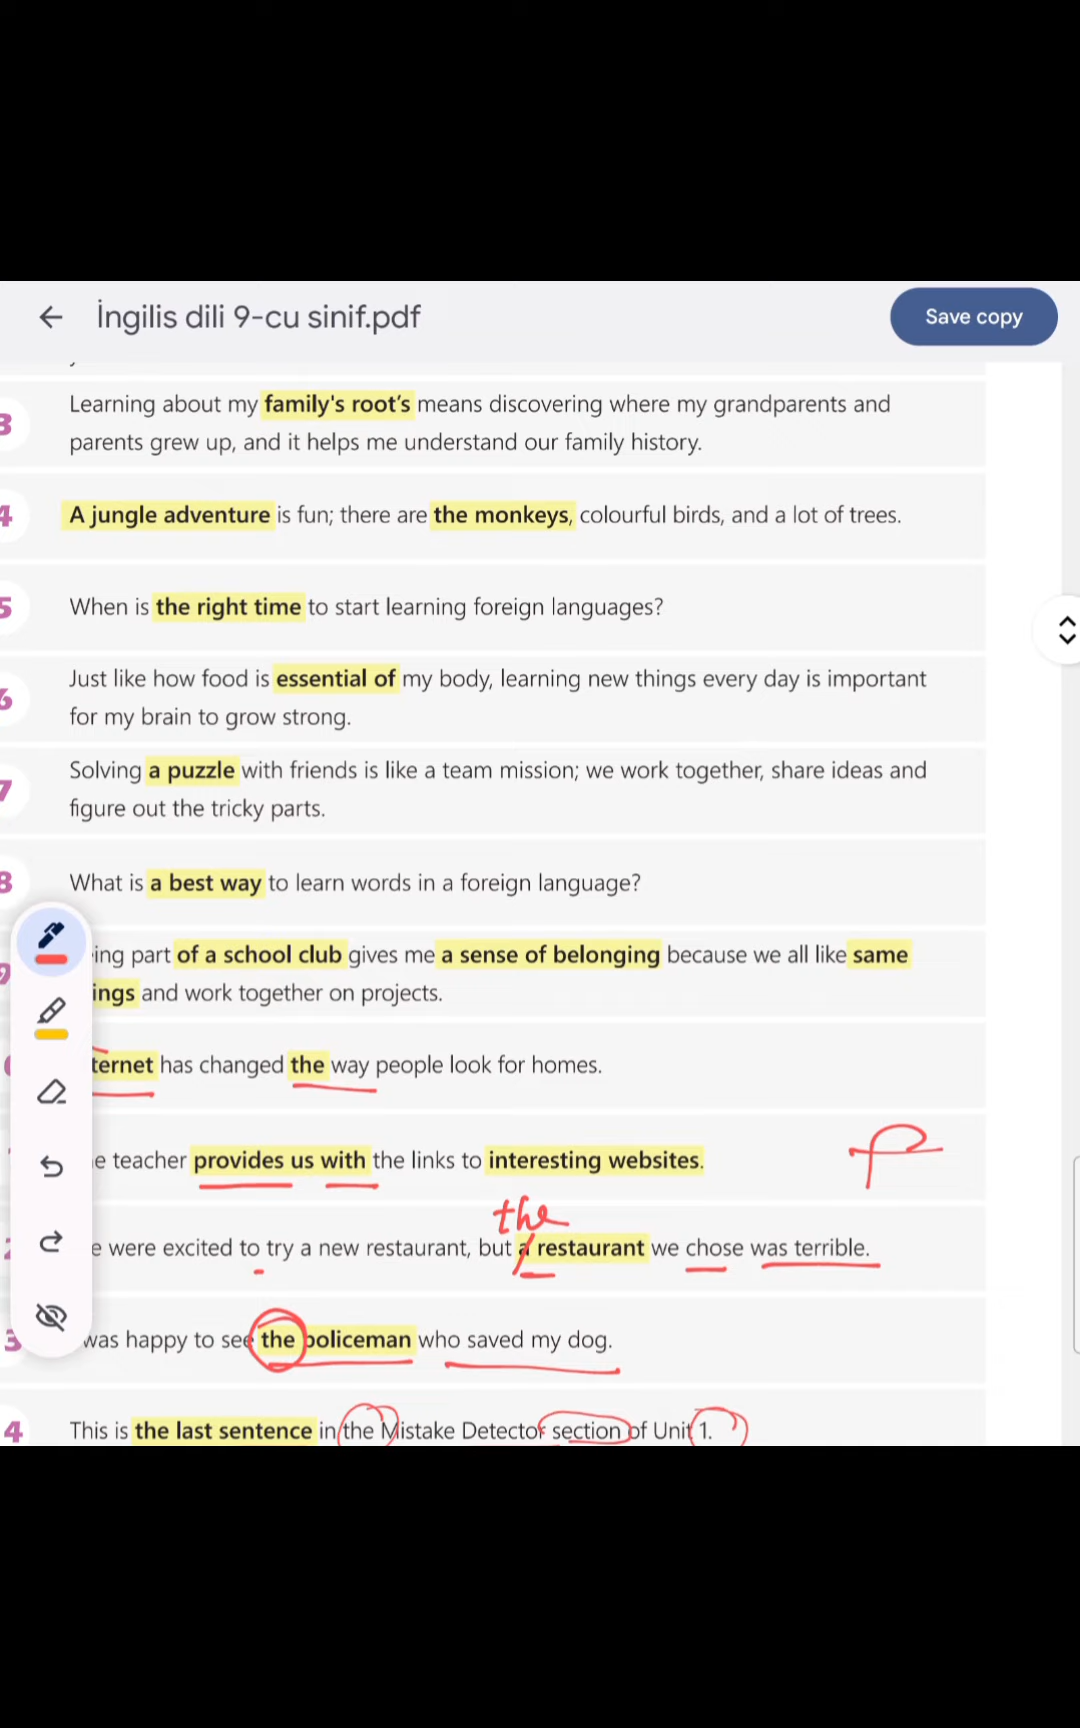 İngilis dili 9-cu sinif.pdf
Save copy
3 Learning about my family's root's means discovering where my grandparents and
parents grew up, and it helps me understand our family history.
4 A jungle adventure is fun; there are the monkeys, colourful birds, and a lot of trees.
5 When is the right time to start learning foreign languages?
6 Just like how food is essential of my body, learning new things every day is important
for my brain to grow strong.
7 Solving a puzzle with friends is like a team mission; we work together, share ideas and
figure out the tricky parts.
8 What is a best way to learn words in a foreign language?
9 ing part of a school club gives me a sense of belonging because we all like same
ings and work together on projects.
ternet has changed the way people look for homes.
e teacher provides us with the links to interesting websites.
the
e were excited to try a new restaurant, but a restaurant we chose was terrible.
3 was happy to see the policeman who saved my dog.
4 This is the last sentence in the Mistake Detector section of Unit 1.